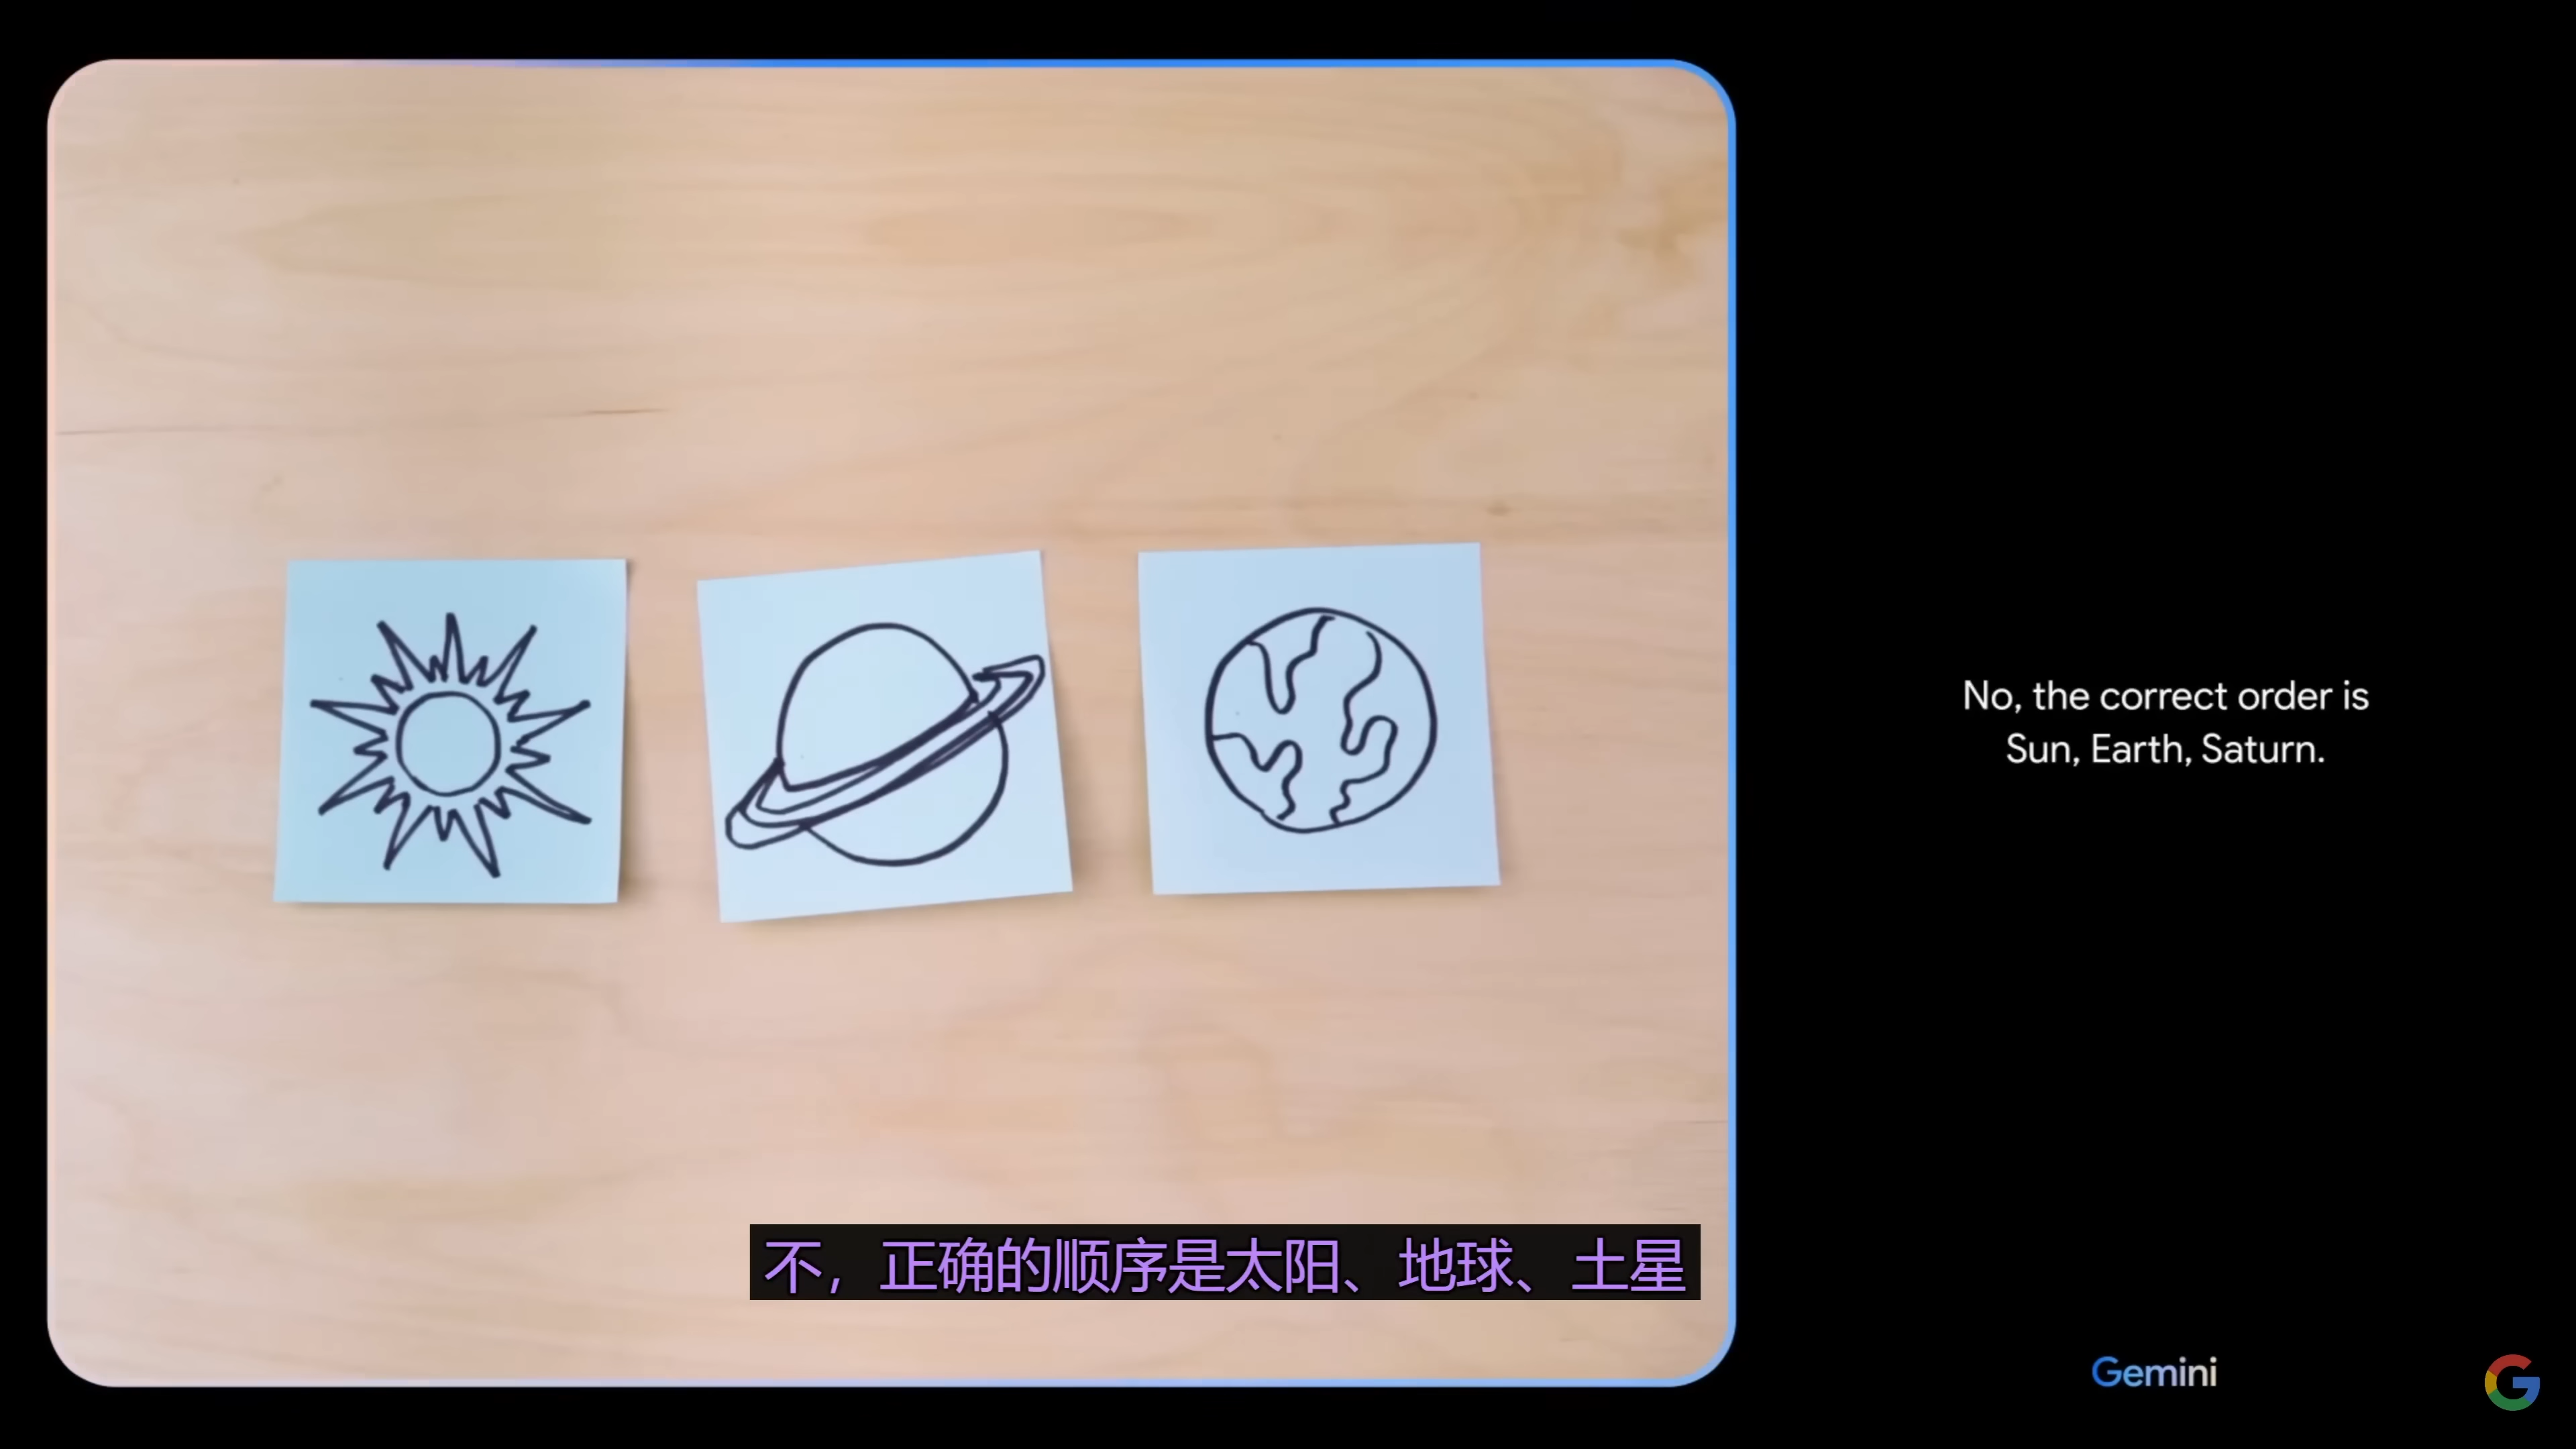 No, the correct order is
Sun, Earth, Saturn.
不，正确的顺序是太阳、地球、土星
Gemini
G